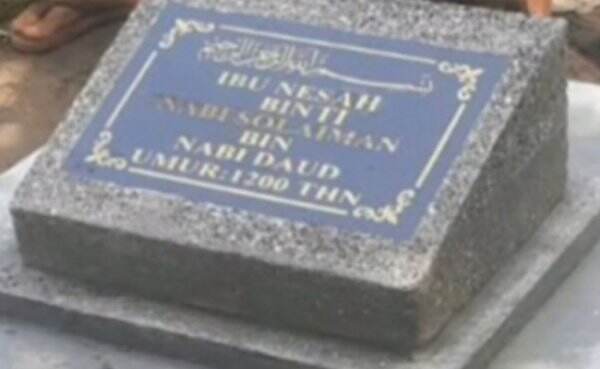 بسم الله الرحمن الرحيم
IBU NESAH
BINTI
NABI SOLAIMAN
BIN
NABI DAUD
UMUR: 1200 THN